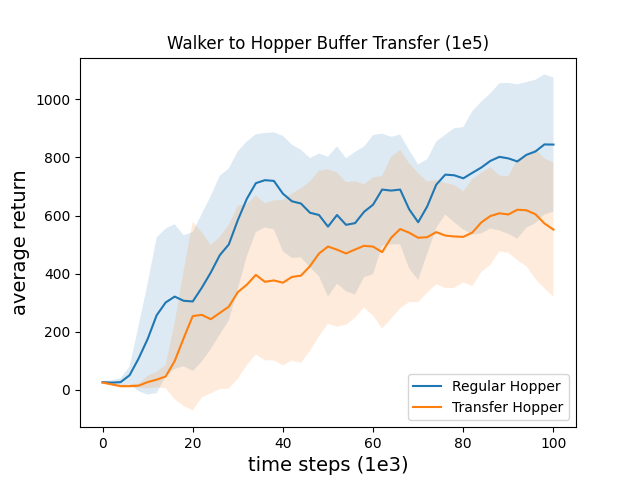 Walker to Hopper Buffer Transfer (1e5)
average return
1000
800
600
400
200
0
0 20 40 60 80 100
time steps (1e3)
Regular Hopper
Transfer Hopper